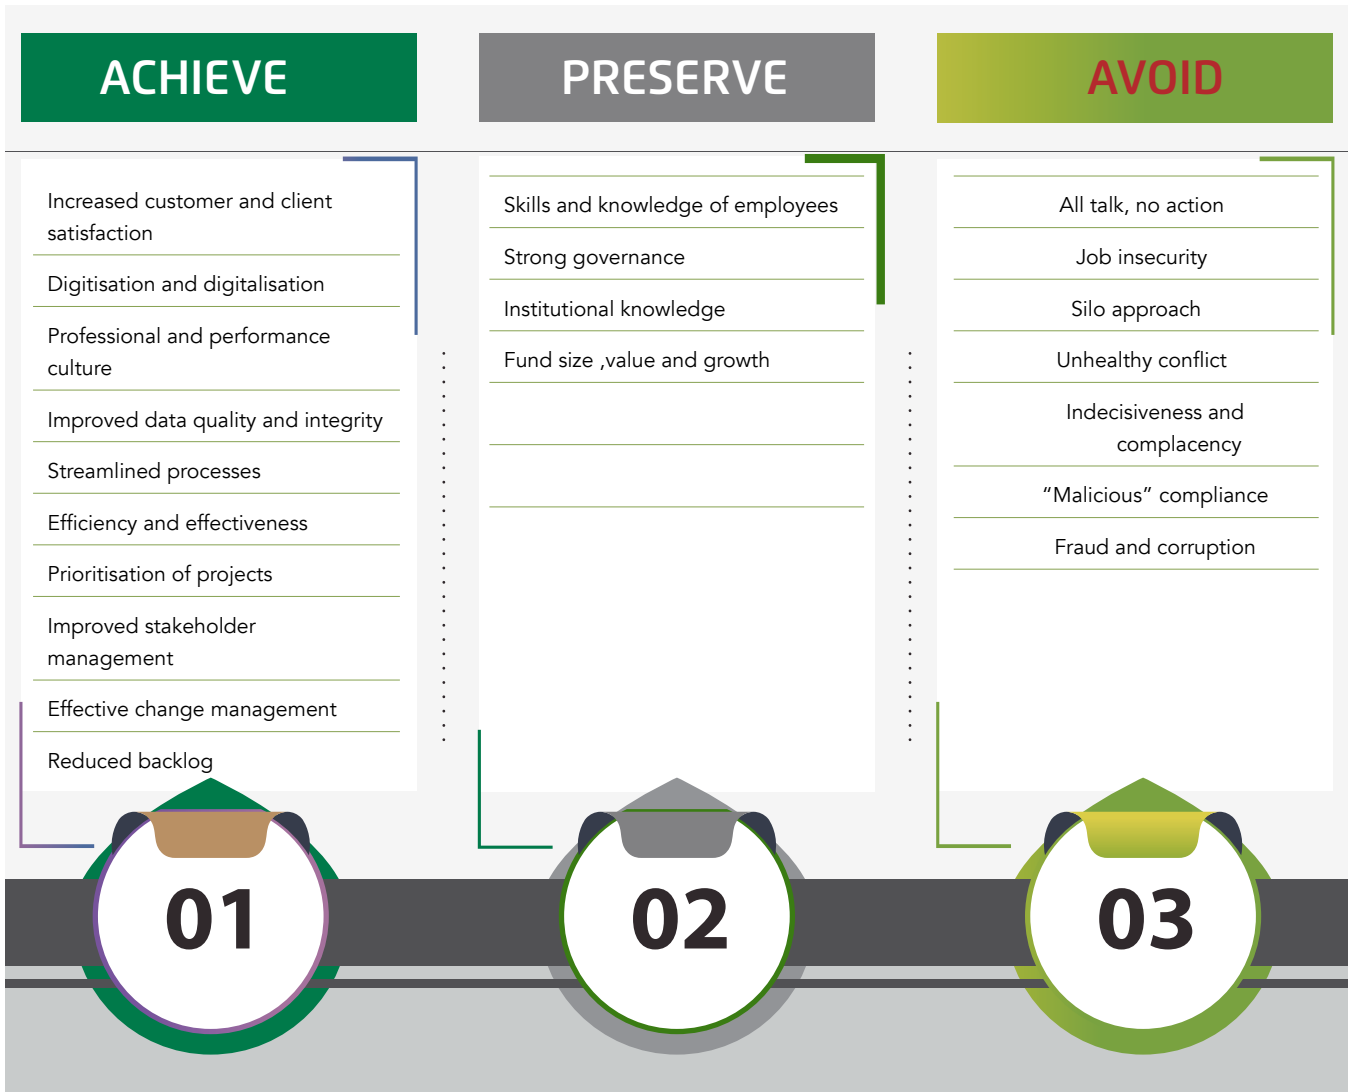 ACHIEVE
Increased customer and client
satisfaction
Digitisation and digitalisation
Professional and performance
culture
Improved data quality and integrity
Streamlined processes
Efficiency and effectiveness
Prioritisation of projects
Improved stakeholder
management
Effective change management
Reduced backlog
01
PRESERVE
Skills and knowledge of employees
Strong governance
Institutional knowledge
Fund size ,value and growth
02
AVOID
All talk, no action
Job insecurity
Silo approach
Unhealthy conflict
Indecisiveness and
complacency
“Malicious” compliance
Fraud and corruption
03